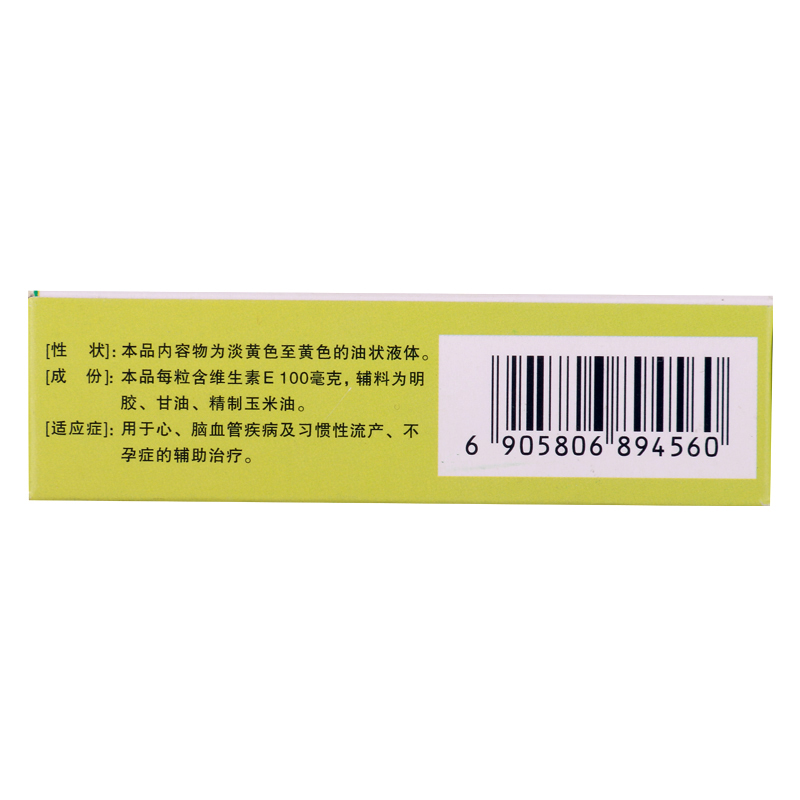 [性 状]: 本品内容物为淡黄色至黄色的油状液体。
[成 份]: 本品每粒含维生素E 100毫克, 辅料为明
胶、甘油、精制玉米油。
[适应症]: 用于心、脑血管疾病及习惯性流产、不
孕症的辅助治疗。
6 905806 894560